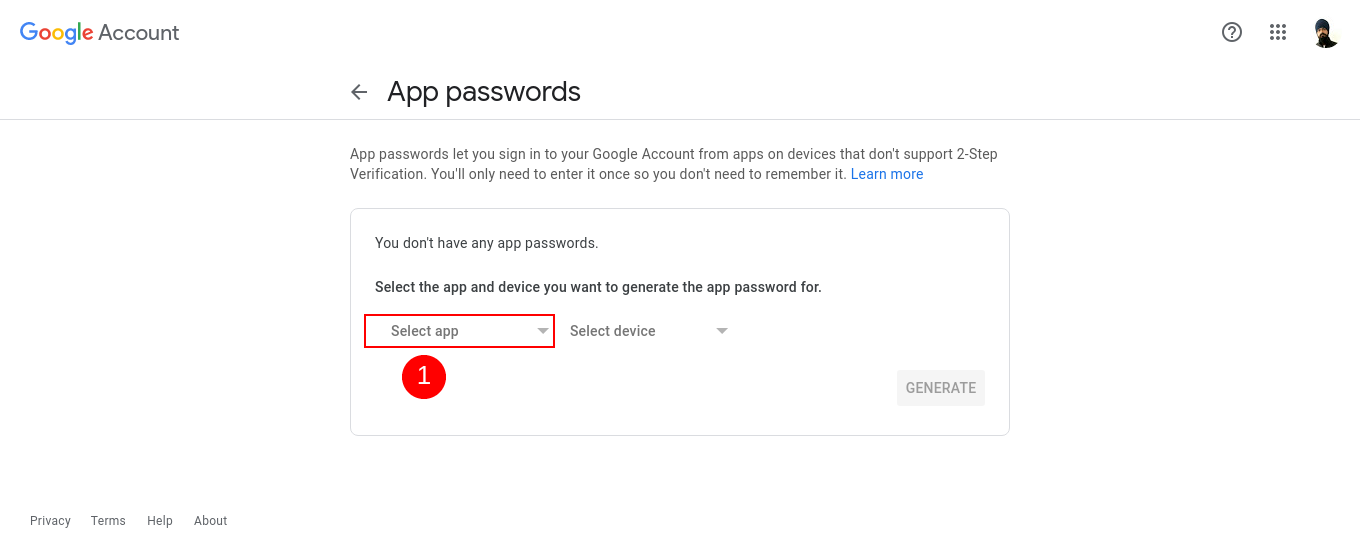 Google Account
App passwords
App passwords let you sign in to your Google Account from apps on devices that don't support 2-Step
Verification. You'll only need to enter it once so you don't need to remember it. Learn more
You don't have any app passwords.
Select the app and device you want to generate the app password for.
Select app Select device
1
GENERATE
Privacy Terms Help About